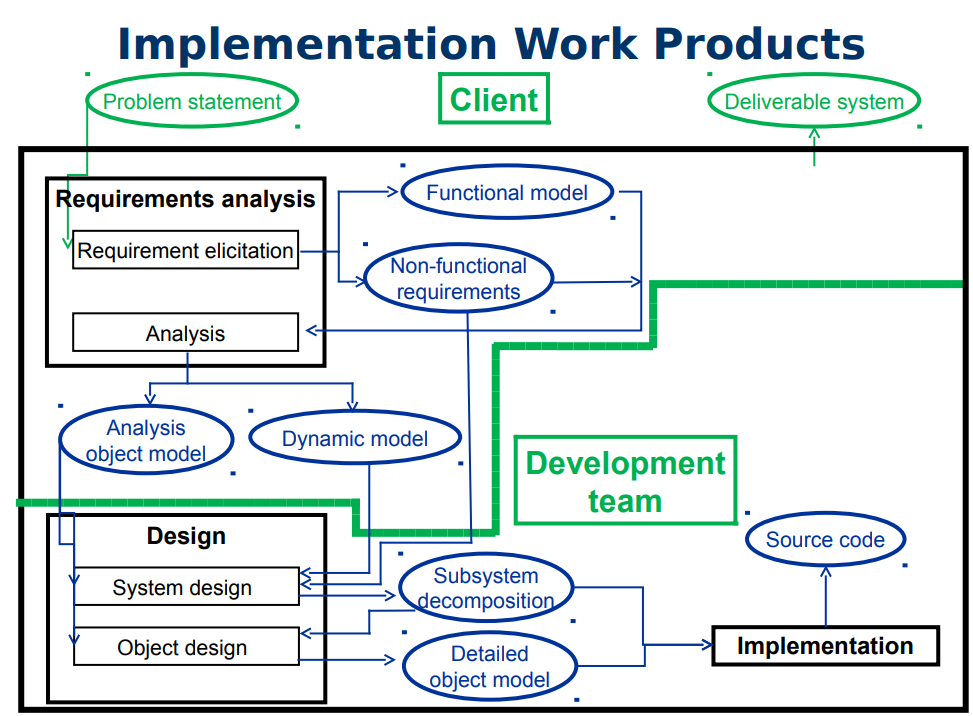 Implementation Work Products
Problem statement
Client
Deliverable system
Requirements analysis
Functional model
Requirement elicitation
Non-functional
requirements
Analysis
Analysis
object model
Dynamic model
Development
team
Design
Source code
System design
Subsystem
decomposition
Object design
Implementation
Detailed
object model